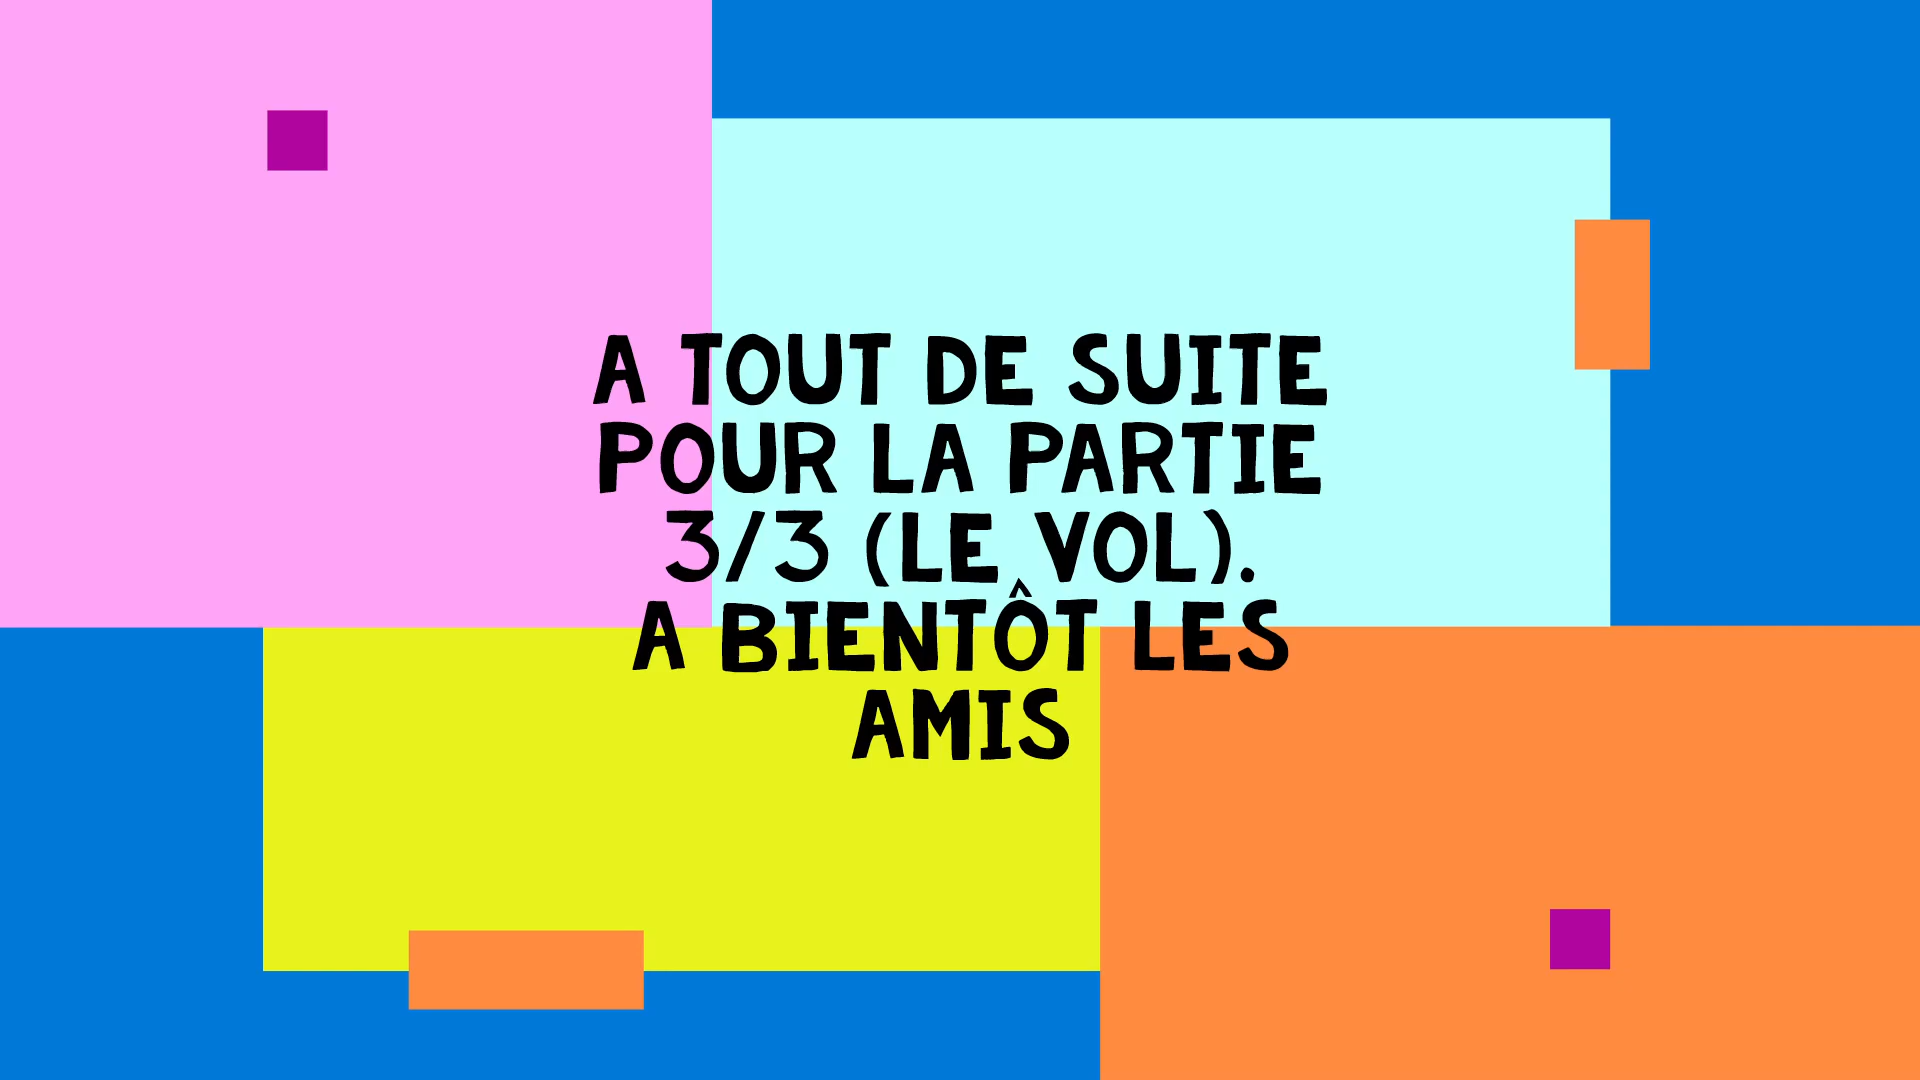 A TOUT DE SUITE
POUR LA PARTIE
3/3 (LE VOL).
A BIENTÔT LES
AMIS